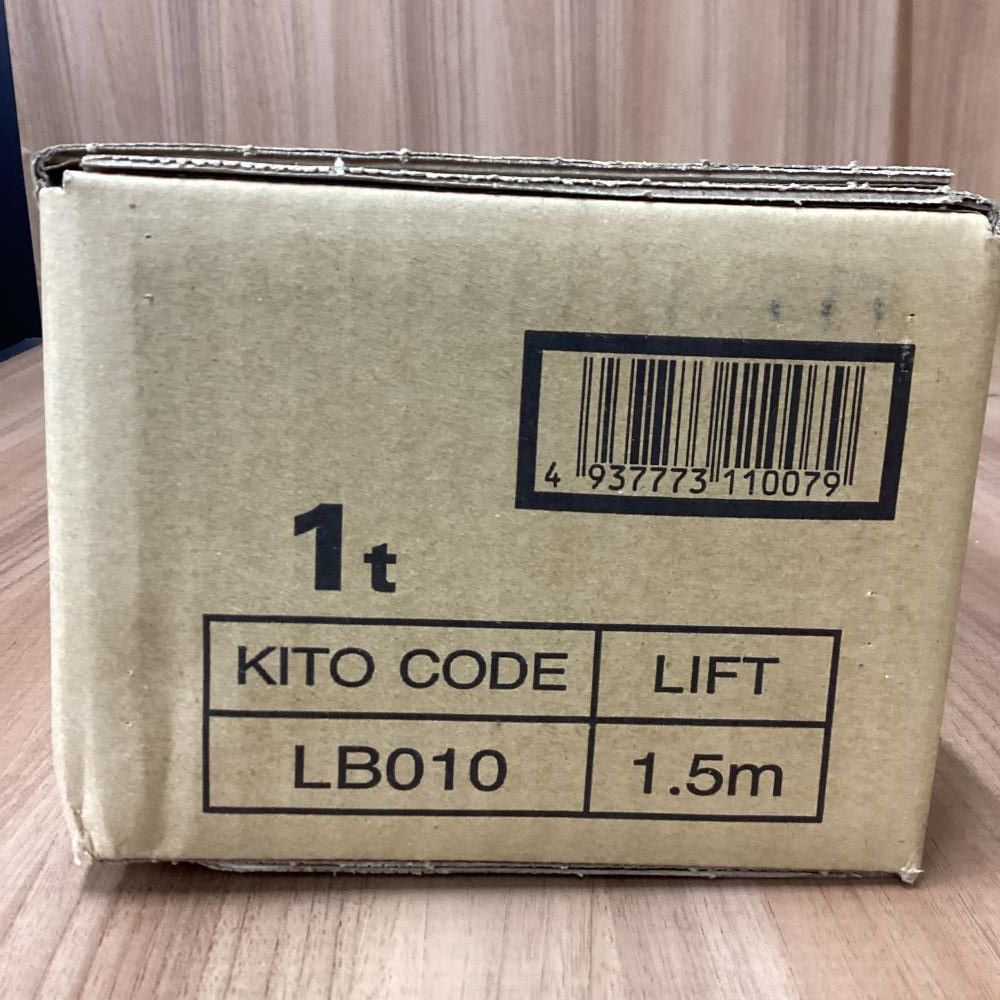 4 937773 110079
1t
KITO CODE LIFT
LB010 1.5m